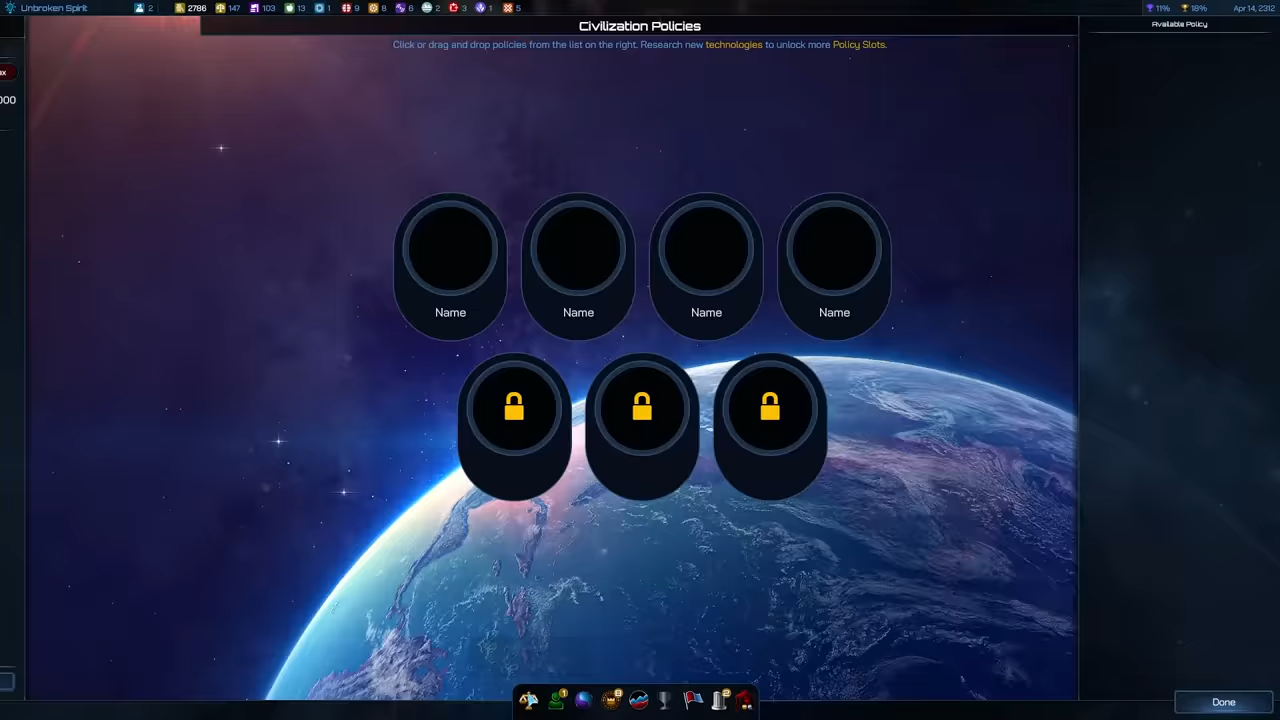 Unbroken Spirit 2 2786 147 103 13 1 9 8 6 2 3 1 5 11% 18% Apr 14, 2312
Civilization Policies
Available Policy
Click or drag and drop policies from the list on the right. Research new technologies to unlock more Policy Slots.
000
Name Name Name Name
Done